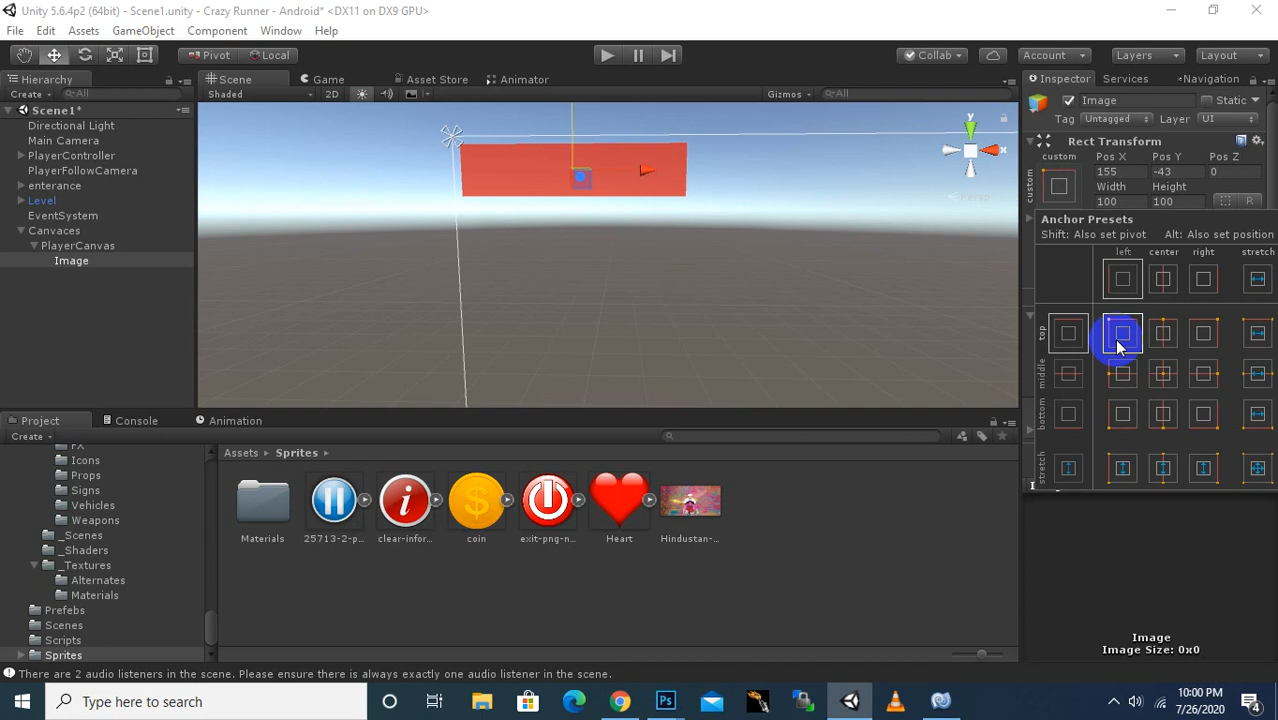 Unity 5.6.4p2 (64bit) - Scene1.unity - Crazy Runner - Android* <DX11 on DX9 GPU>
File Edit Assets GameObject Component Window Help
Pivot Local Collab Account Layers Layout
Hierarchy Scene Game Asset Store Animator Inspector Services Navigation
Create All Shaded 2D Gizmos All Image Static
Scene1*
Tag Untagged Layer UI
Directional Light
Main Camera
PlayerController
PlayerFollowCamera
enterance
Level
EventSystem
Canvaces
PlayerCanvas
Image
y
x
Persp
Rect Transform
custom Pos X Pos Y Pos Z
custom 155 -43 0
Width Height
100 100 R
Anchor Presets
Shift: Also set pivot Alt: Also set position
left center right stretch
top
middle
bottom
stretch
Project Console Animation
Create
Assets Sprites
FX
Icons
Props
Signs
Vehicles
Weapons
_Scenes
_Shaders
_Textures
Alternates
Materials
Prefebs
Scenes
Scripts
Sprites
Materials 25713-2-p... clear-infor... coin exit-png-n... Heart Hindustan-...
Image
Image Size: 0x0
There are 2 audio listeners in the scene. Please ensure there is always exactly one audio listener in the scene.
Type here to search
Ps
10:00 PM
7/26/2020
4